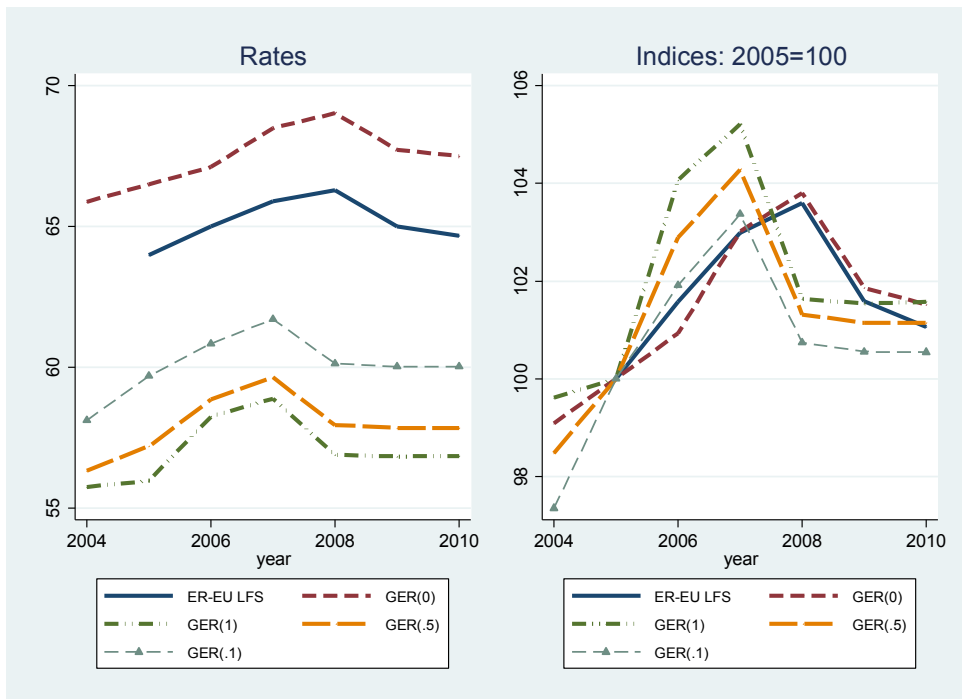 Rates
70
65
60
55
2004 2006 2008 2010
year
ER-EU LFS GER(0)
GER(1) GER(.5)
GER(.1)
Indices: 2005=100
106
104
102
100
98
2004 2006 2008 2010
year
ER-EU LFS GER(0)
GER(1) GER(.5)
GER(.1)